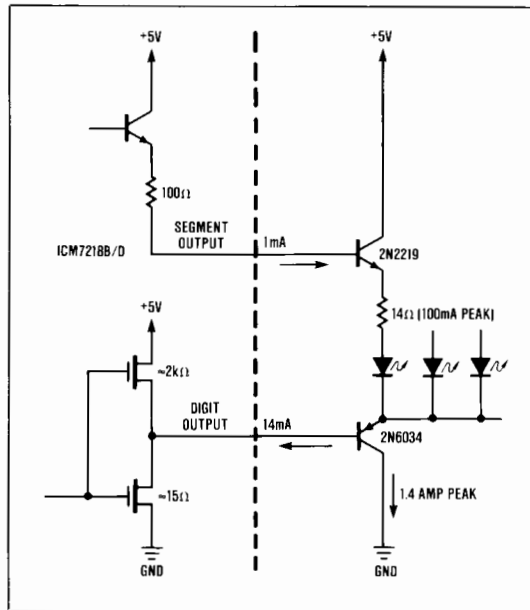 +5V
+5V
100Ω
SEGMENT
OUTPUT
1mA
ICM7218B/D
2N2219
14Ω (100mA PEAK)
+5V
≈2kΩ
DIGIT
OUTPUT
14mA
2N6034
≈15Ω
1.4 AMP PEAK
GND
GND